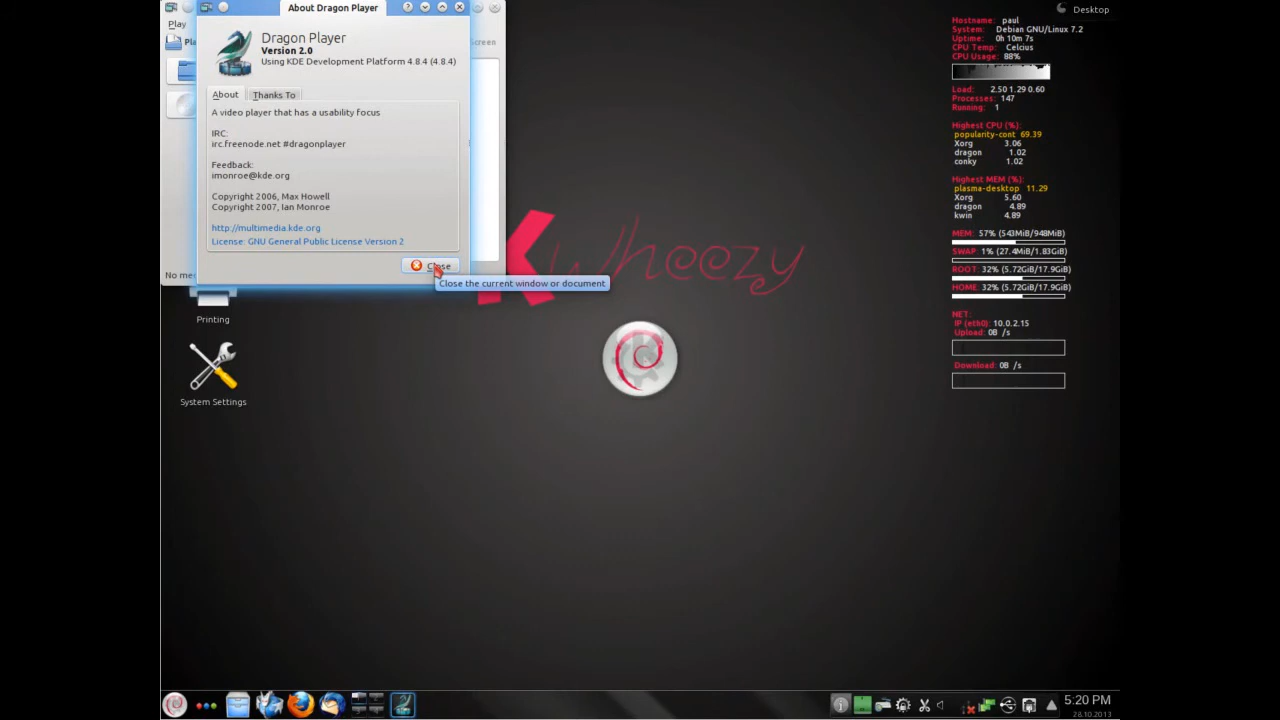 About Dragon Player
Play
Dragon Player
Version 2.0
Using KDE Development Platform 4.8.4 (4.8.4)
Screen
About
Thanks To
A video player that has a usability focus
IRC:
irc.freenode.net #dragonplayer
Feedback:
imonroe@kde.org
Copyright 2006, Max Howell
Copyright 2007, Ian Monroe
http://multimedia.kde.org
License: GNU General Public License Version 2
Close
Close the current window or document
Printing
System Settings
K wheezy
Desktop
Hostname: paul
System: Debian GNU/Linux 7.2
Uptime: 0h 10m 7s
CPU Temp: Celcius
CPU Usage: 88%
Load: 2.50 1.29 0.60
Processes: 147
Running: 1
Highest CPU (%):
popularity-cont 69.39
Xorg 3.06
dragon 1.02
conky 1.02
Highest MEM (%):
plasma-desktop 11.29
Xorg 5.60
dragon 4.89
kwin 4.89
MEM: 57% (543MiB/948MiB)
SWAP: 1% (27.4MiB/1.83GiB)
ROOT: 32% (5.72GiB/17.9GiB)
HOME: 32% (5.72GiB/17.9GiB)
NET:
IP (eth0): 10.0.2.15
Upload: 0B /s
Download: 0B /s
5:20 PM
28.10.2013